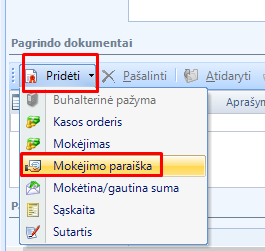 Pagrindo dokumentai
Pridėti Pašalinti Atidaryti
Buhalterinė pažyma
Aprašym
Kasos orderis
Mokėjimas
Mokėjimo paraiška
Mokėtina/gautina suma
Sąskaita
P
Sutartis